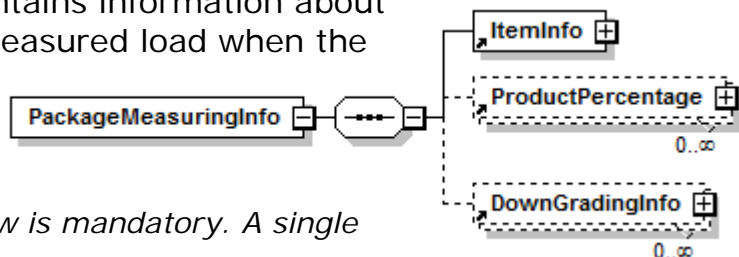 ntains information about
easured load when the
ItemInfo
ProductPercentage
0..∞
PackageMeasuringInfo
DownGradingInfo
0..∞
w is mandatory. A single